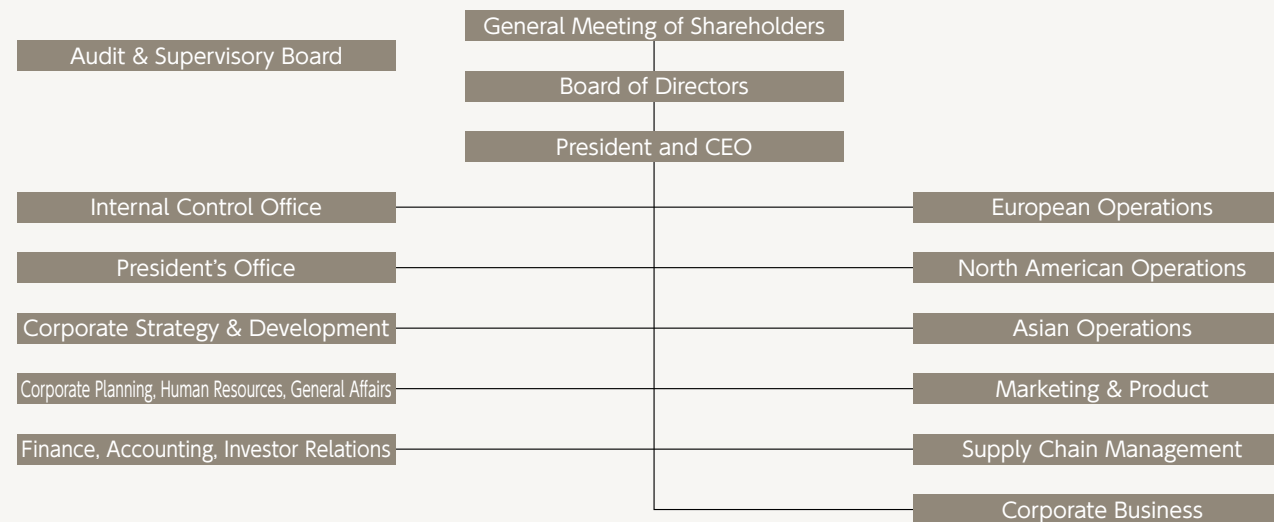 General Meeting of Shareholders
Audit & Supervisory Board
Board of Directors
President and CEO
Internal Control Office
European Operations
President’s Office
North American Operations
Corporate Strategy & Development
Asian Operations
Corporate Planning, Human Resources, General Affairs
Marketing & Product
Finance, Accounting, Investor Relations
Supply Chain Management
Corporate Business